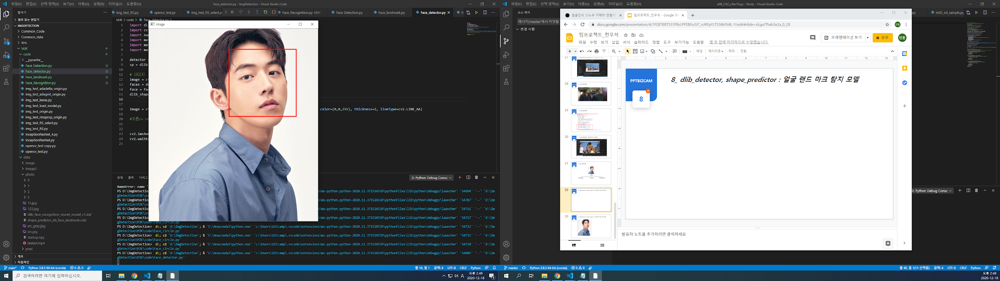 파일(F) 편집(E) 선택 영역(S) 보기(V) 이동(G) 실행(R) 터미널(T) 도움말(H)
Face_detector.py - ImgDetection - Visual Studio Code
탐색기
img_test_RS.py
opencv_test.py
img_test_RS_select.py
Face_Recognition.py NKH
Face Detection.py
Face_landmark.py
Face_detector.py
열려 있는 편집기
IMGDETECTION
Common_Code
Common_data
KHL
MJK
code
__pycache__
Face Detection.py U
Face_detector.py U
Face_landmark.py U
Face_Recognition.py U
img_test_adadelta_origin.py
img_test_adagrid_origin.py
img_test_keras.py
img_test_load_model.py
img_test_origin.py
img_test_rmsprop_origin.py
img_test_RS_select.py
img_test_RS.py
InceptionResNet_4.py
InceptionResNet.py
opencv_test copy.py
opencv_test.py
data
image
image2
photo
0
1
2
3
15.jpg
123.jpg
dlib_face_recognition_resnet_model_v1.dat
shape_predictor_68_face_landmarks.dat
src_gray.jpg
src.jpg
startup.npy
testavi.mp4
pred
개요
타임라인
MJK > code > Face_detector.py >
image
1 import dl
2 import cv
3 import nu
4 import ma
5 import ma
6 import ma
7
8 detector
9 sp = dlib
10
11 # 이미지
12 image = c
13 faces = d
14 face = fa
15 dlib_shap
16
17
18 image = cv color=(0,0,255), thickness=2, lineType=cv2.LINE_AA)
19
20 #오픈cv re
21
22
23 cv2.imshow
24 cv2.waitKe
25
문제 출력 디버그
2: Python Debug Consc
NameError: name '
PS D:\ImgDetection s\ms-python.python-2020.11.371526539\pythonFiles\lib\python\debugpy\launcher' '54694' '--' 'd:\Im
gDetection\MJK\code
PS D:\ImgDetection s\ms-python.python-2020.11.371526539\pythonFiles\lib\python\debugpy\launcher' '54707' '--' 'd:\Im
gDetection\MJK\code
PS D:\ImgDetection s\ms-python.python-2020.11.371526539\pythonFiles\lib\python\debugpy\launcher' '54711' '--' 'd:\Im
gDetection\MJK\code
PS D:\ImgDetection s\ms-python.python-2020.11.371526539\pythonFiles\lib\python\debugpy\launcher' '54717' '--' 'd:\Im
gDetection\MJK\code\Face_circle.py'
PS D:\ImgDetection> d:; cd 'd:\ImgDetection'; & 'C:\Anaconda3\python.exe' 'c:\Users\bitcamp\.vscode\extensions\ms-python.python-2020.11.371526539\pythonFiles\lib\python\debugpy\launcher' '54722' '--' 'd:\Im
gDetection\MJK\code\Face_circle.py'
PS D:\ImgDetection> d:; cd 'd:\ImgDetection'; & 'C:\Anaconda3\python.exe' 'c:\Users\bitcamp\.vscode\extensions\ms-python.python-2020.11.371526539\pythonFiles\lib\python\debugpy\launcher' '54731' '--' 'd:\Im
gDetection\MJK\code\Face_circle.py'
PS D:\ImgDetection> d:; cd 'd:\ImgDetection'; & 'C:\Anaconda3\python.exe' 'c:\Users\bitcamp\.vscode\extensions\ms-python.python-2020.11.371526539\pythonFiles\lib\python\debugpy\launcher' '54738' '--' 'd:\Im
gDetection\MJK\code\Face_circle.py'
PS D:\ImgDetection> d:; cd 'd:\ImgDetection'; & 'C:\Anaconda3\python.exe' 'c:\Users\bitcamp\.vscode\extensions\ms-python.python-2020.11.371526539\pythonFiles\lib\python\debugpy\launcher' '54885' '--' 'd:\Im
gDetection\MJK\code\Face_detector.py'
main* Python 3.8.3 64-bit (conda) 0 0
줄 16, 열 1 공백: 4 UTF-8 CRLF Python
검색하려면 여기에 입력하십시오.
A 오후 2:49
2020-12-16
파일(F) 편집(E) 선택 영역(S) 보기(V) 이동(G) 실행(R) 터미널(T) 도움말(H)
a08_CAE_cifar10.py - Study - Visual Studio Code
소스 제어
메시지('master'에서 커밋할
변경 사항
m02_ml_sample.py
얼굴인식 스노우 카메라 만들기
팀프로젝트_전우석 - Google 프
docs.google.com/presentation/d/1FQf78BT531PBsLPFEBErcSI7_rJRFpYLT536kJN4L-Y/edit#slide=id.ga7f5eb2e2a_0_28
민종
팀프로젝트_전우석
파일 수정 보기 삽입 서식 슬라이드 정렬 도구 부가기능 도움말 몇 초 전에 마지막으로 수정했습니다.
프레젠테이션 보기
공유
민종
배경 레이아웃 테마 전환
27
28
29
30
31
32
33
PPTBIZCAM
8
8_ dlib_detector, shape_predictor : 얼굴 랜드 마크 탐지 모델
발표자 노트를 추가하려면 클릭하세요.
3: Python Debug Consc
master Python 3.8.3 64-bit (conda) 0 0
줄 40, 열 1(15 선택됨) 공백: 4 UTF-8 CRLF Python
오후 2:49
2020-12-16